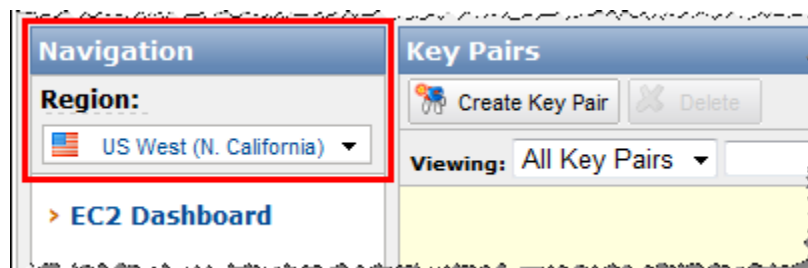 Navigation
Region:
US West (N. California)
EC2 Dashboard
Key Pairs
Create Key Pair Delete
Viewing: All Key Pairs